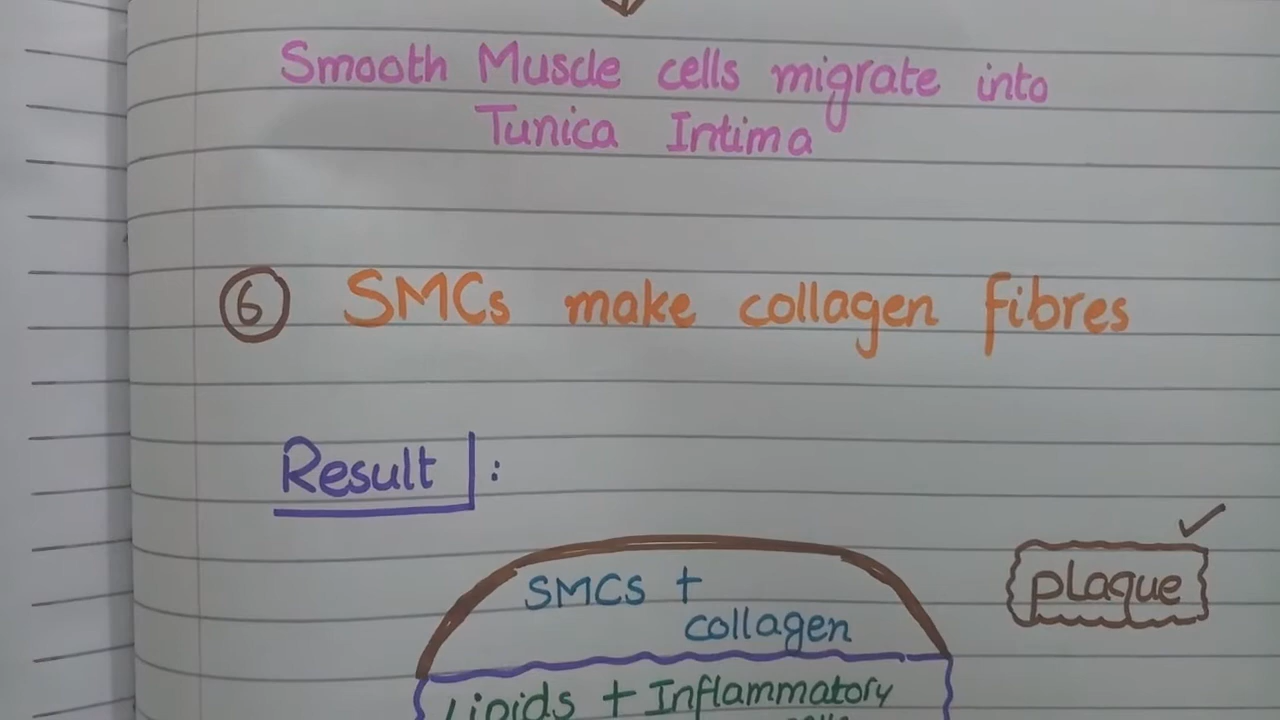 Smooth Muscle cells migrate into
Tunica Intima
6 SMCs make collagen fibres
Result :
plaque
SMCs +
collagen
Lipids + Inflammatory